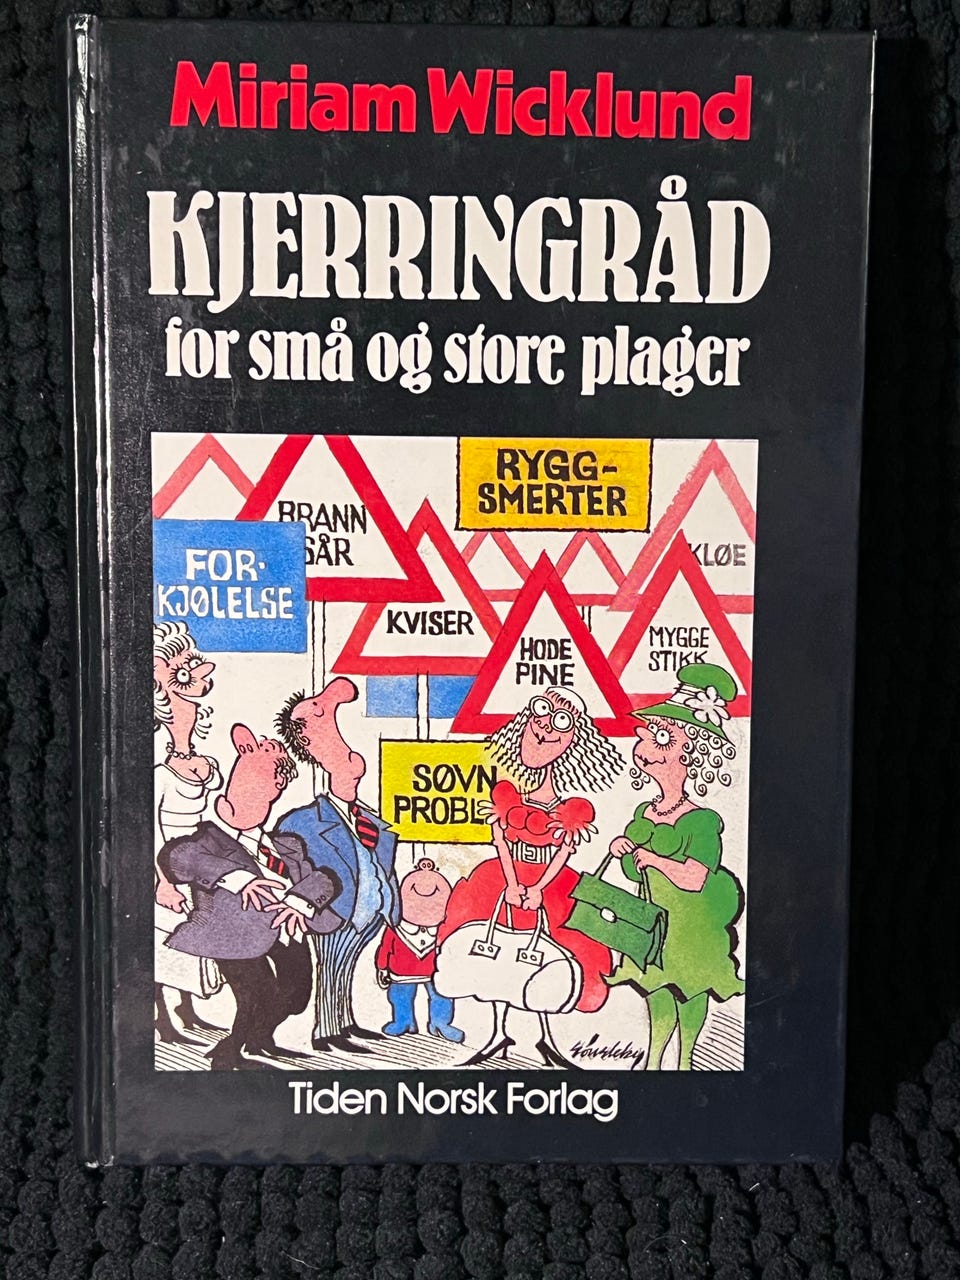 Miriam Wicklund
KJERRINGRÅD
for små og store plager
RYGG-
SMERTER
BRANN
SÅR
FOR-
KJØLELSE
KLØE
KVISER
HODE
PINE
MYGGE
STIKK
SØVN
PROBL
Tiden Norsk Forlag